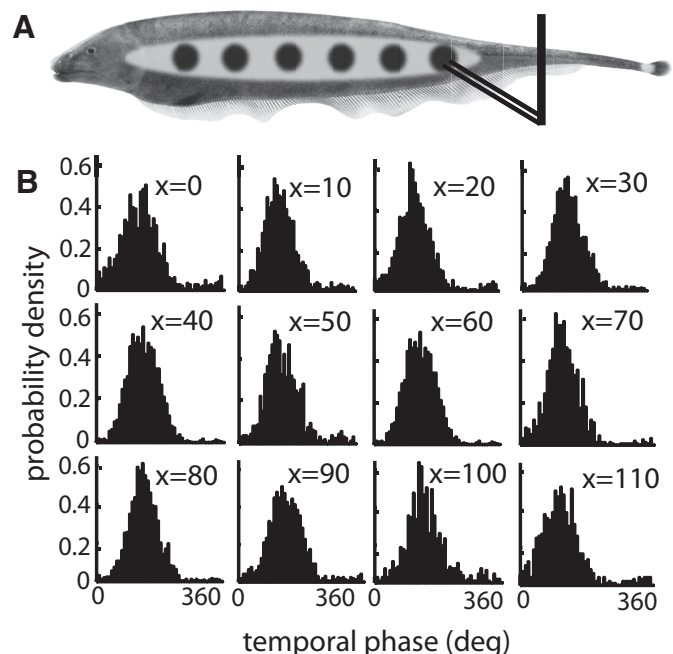 A
B
probability density
0.6
0.4
0.2
0
x=0
x=10
x=20
x=30
0.6
0.4
0.2
0
x=40
x=50
x=60
x=70
0.6
0.4
0.2
0
x=80
x=90
x=100
x=110
0 360 0 360 0 360 0 360
temporal phase (deg)